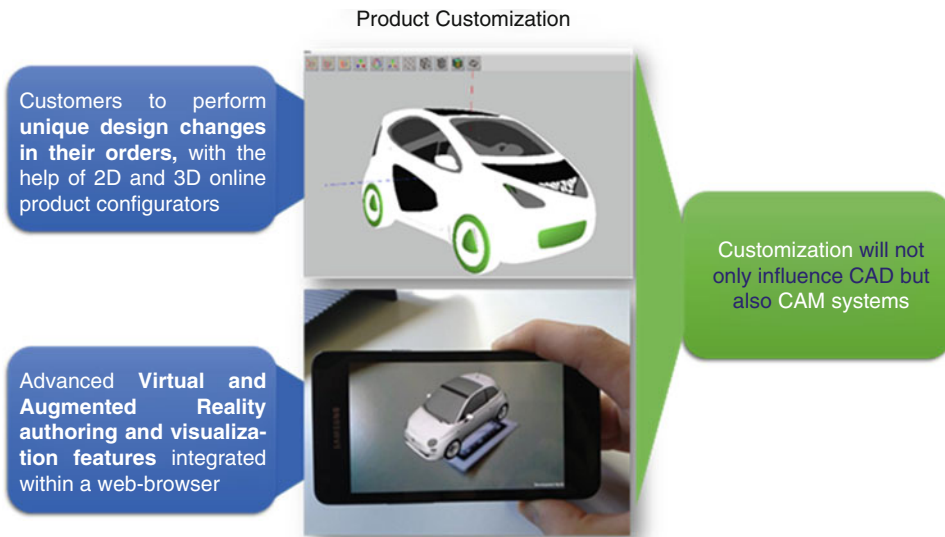 Product Customization
Customers to perform
unique design changes
in their orders, with the
help of 2D and 3D online
product configurators
Advanced Virtual and
Augmented Reality
authoring and visualiza-
tion features integrated
within a web-browser
SAMSUNG
Customization will not
only influence CAD but
also CAM systems